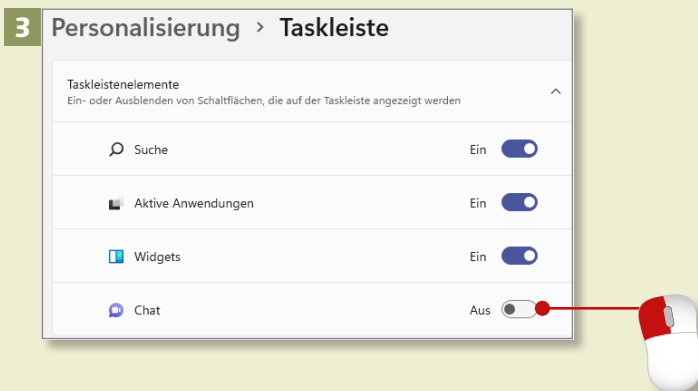 3
Personalisierung > Taskleiste
Taskleistenelemente
Ein- oder Ausblenden von Schaltflächen, die auf der Taskleiste angezeigt werden
Suche Ein
Aktive Anwendungen Ein
Widgets Ein
Chat Aus